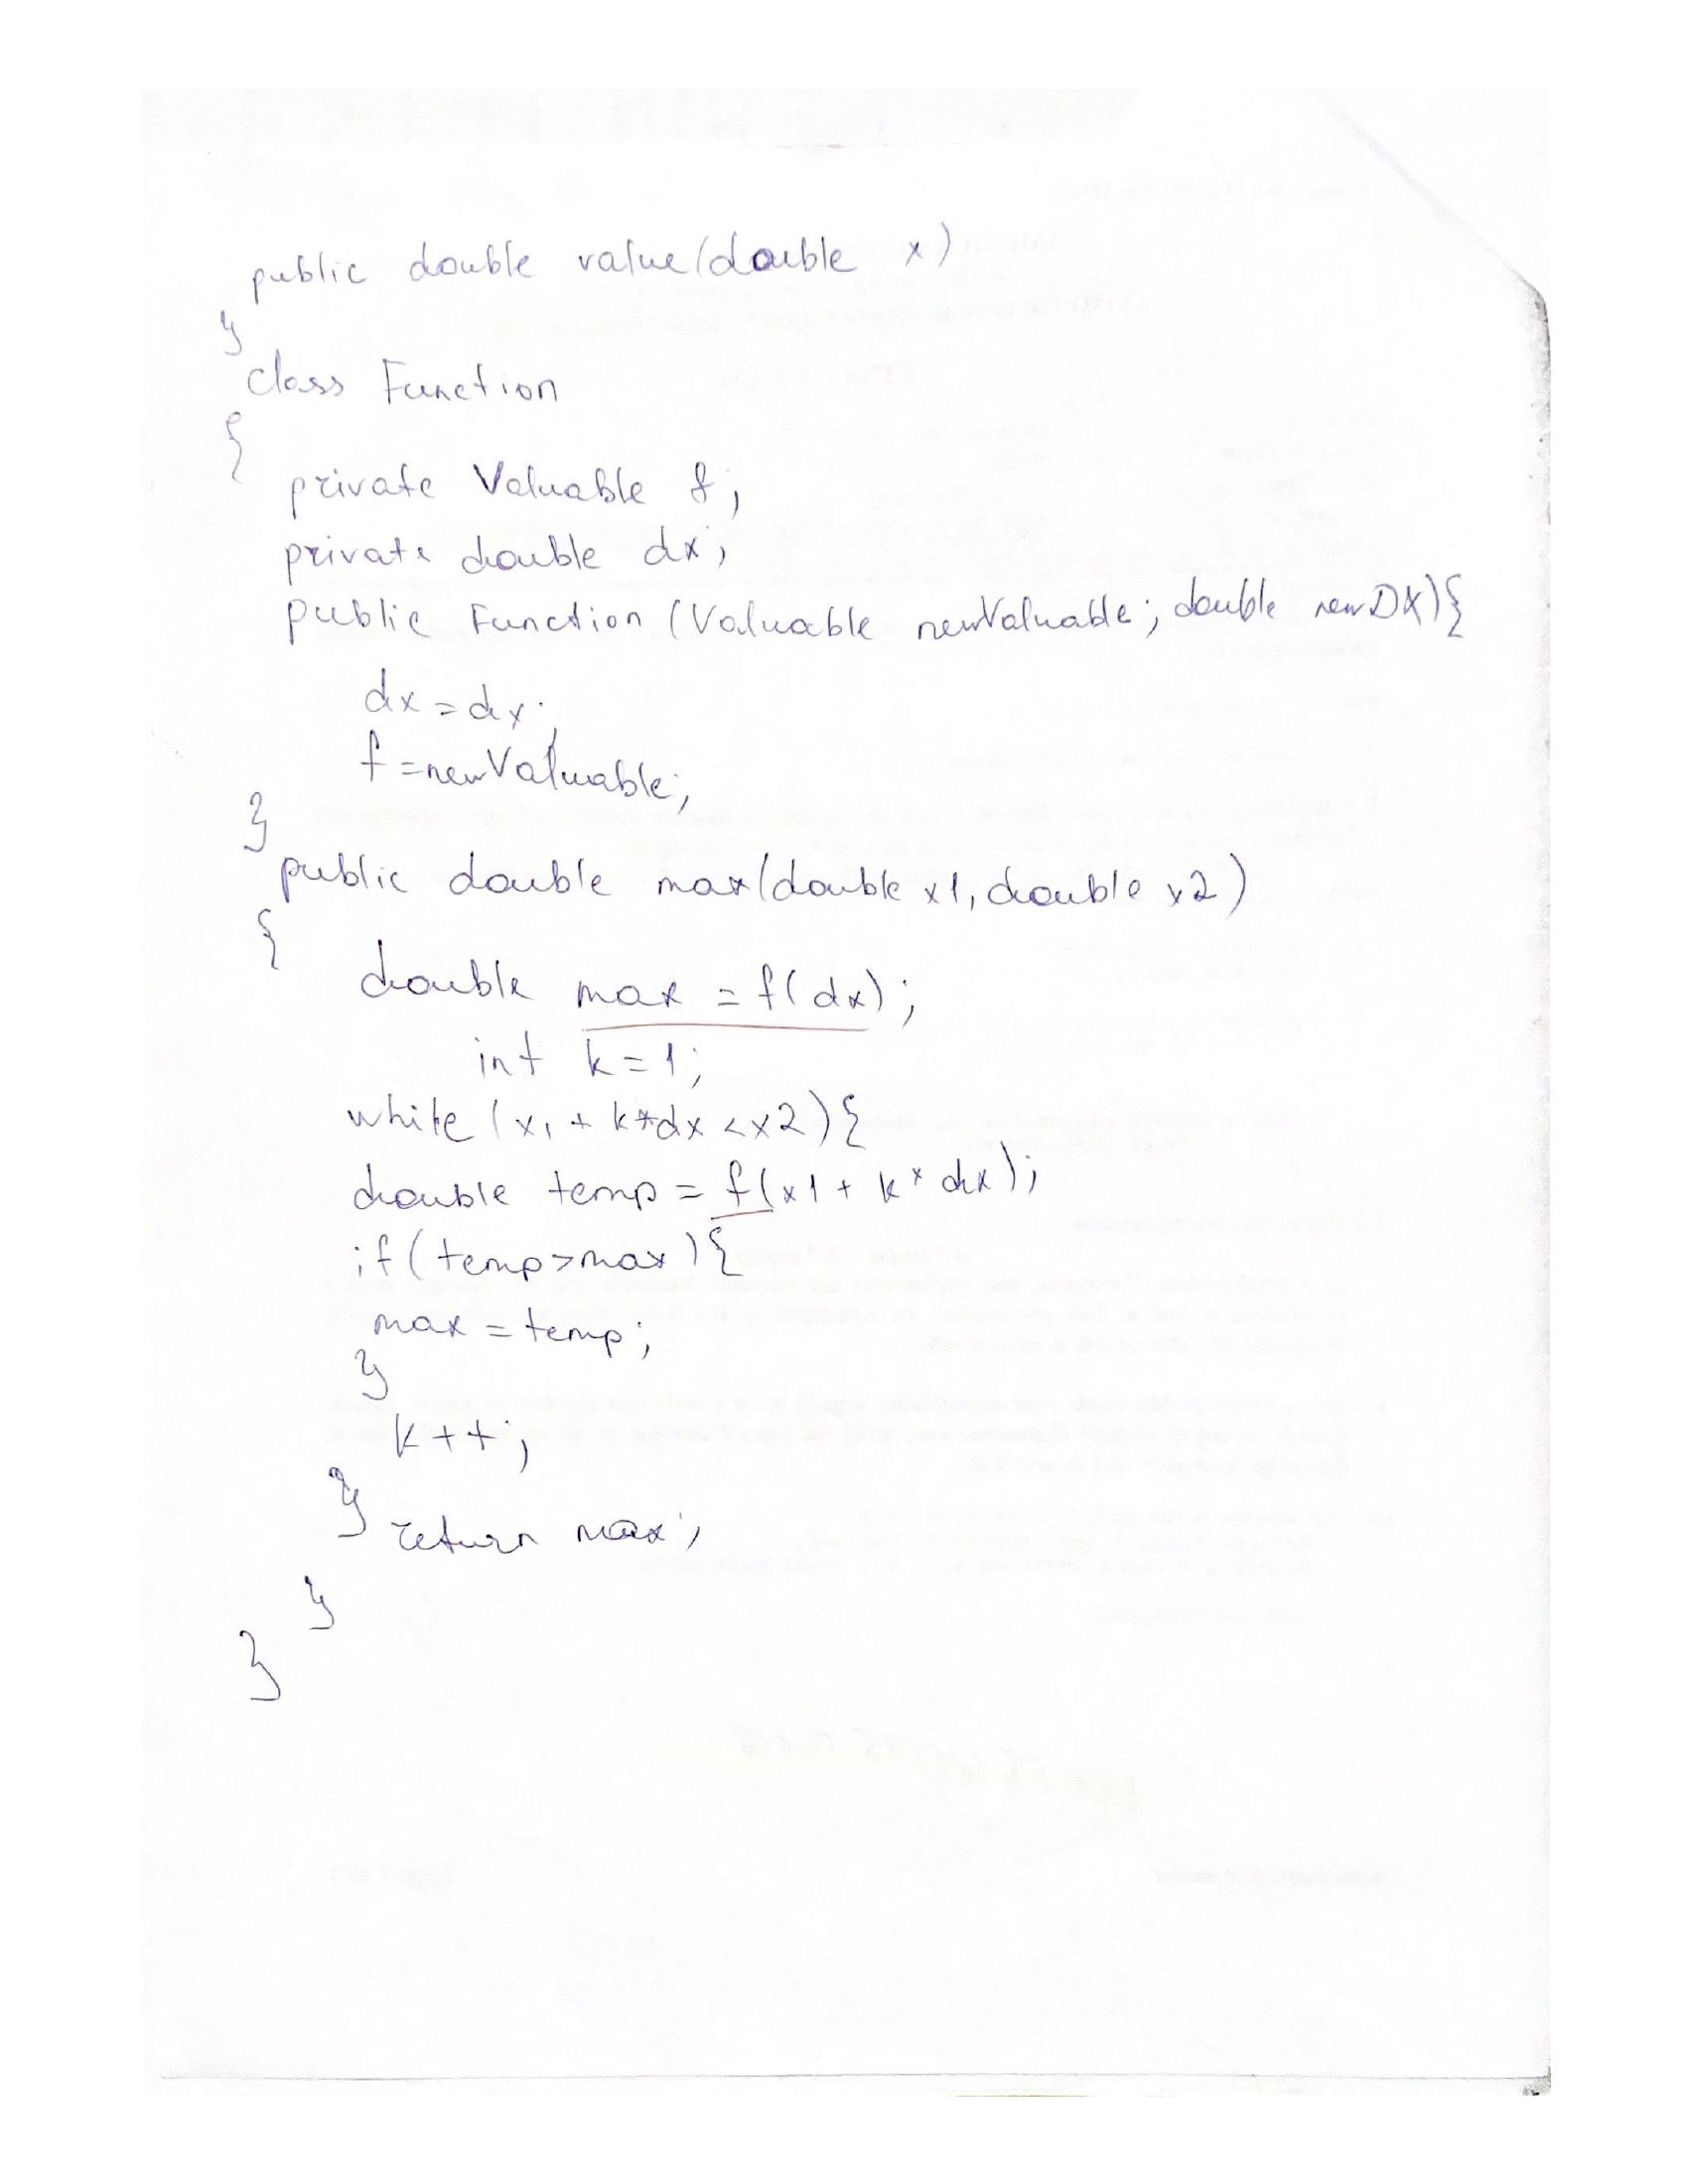 public double value(double x)
}
class Function
{
private Valuable f;
private double dx;
public Function (Valuable newValuable; double newDX){
dx = dx;
f = newValuable;
}
public double max(double x1, double x2)
{
double max = f(dx);
int k = 1;
while (x1 + k*dx < x2){
double temp = f(x1 + k * dx);
if (temp > max){
max = temp;
}
k++;
}
return max;
}
}